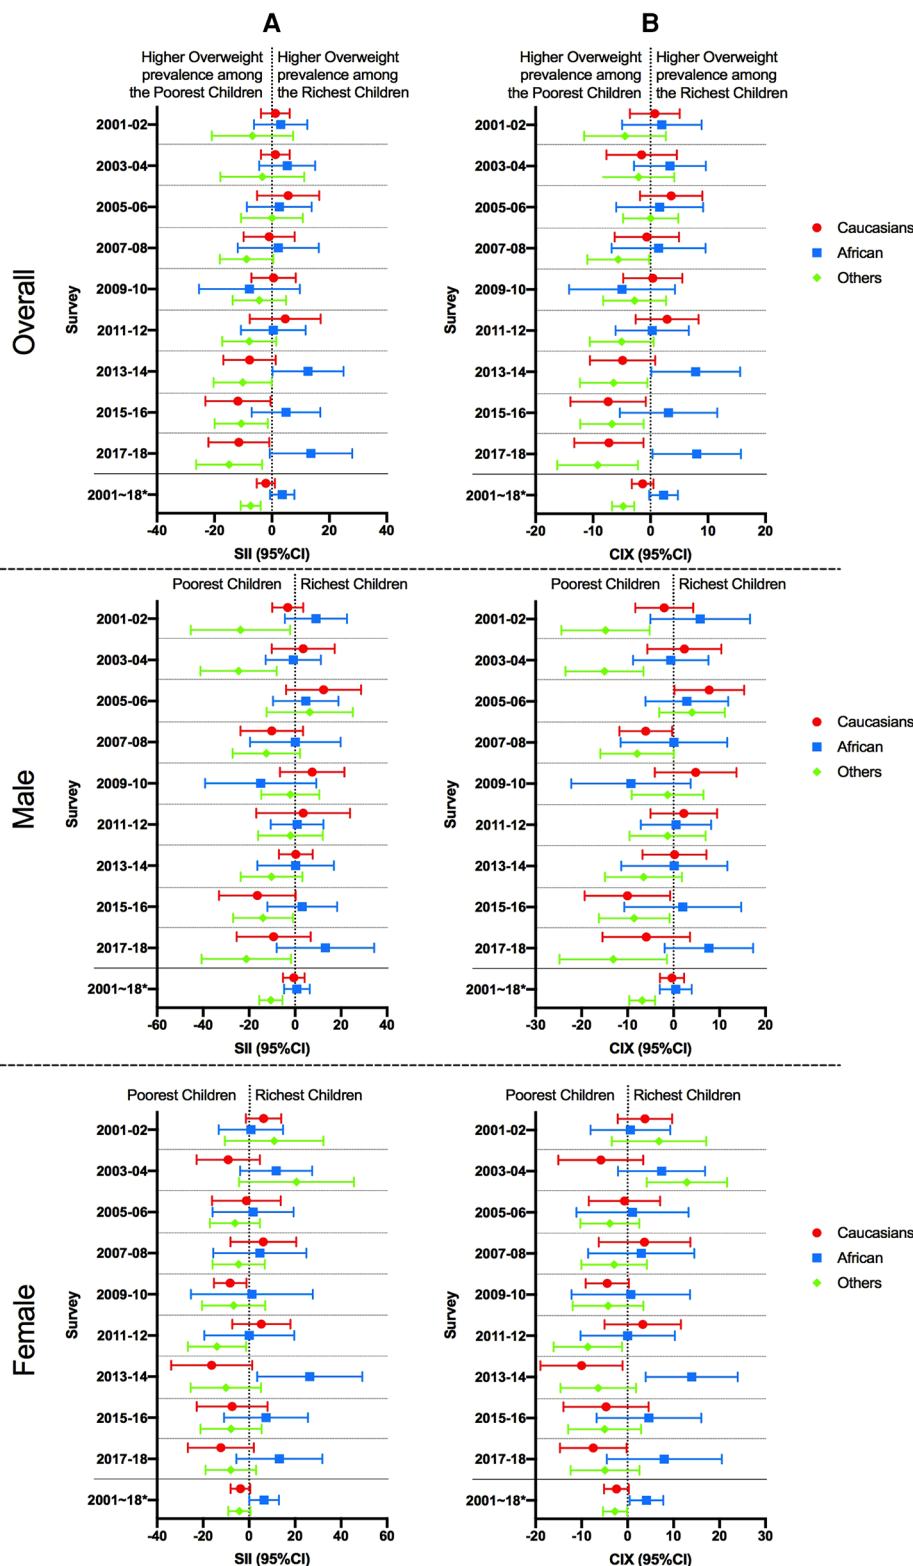 A
B
Higher Overweight
prevalence among
the Poorest Children
Higher Overweight
prevalence among
the Richest Children
Higher Overweight
prevalence among
the Poorest Children
Higher Overweight
prevalence among
the Richest Children
Overall
Survey
2001-02
2003-04
2005-06
2007-08
2009-10
2011-12
2013-14
2015-16
2017-18
2001~18*
-40 -20 0 20 40
SII (95%CI)
Survey
2001-02
2003-04
2005-06
2007-08
2009-10
2011-12
2013-14
2015-16
2017-18
2001~18*
-20 -10 0 10 20
CIX (95%CI)
Caucasians
African
Others
Male
Poorest Children Richest Children
Survey
2001-02
2003-04
2005-06
2007-08
2009-10
2011-12
2013-14
2015-16
2017-18
2001~18*
-60 -40 -20 0 20 40
SII (95%CI)
Poorest Children Richest Children
Survey
2001-02
2003-04
2005-06
2007-08
2009-10
2011-12
2013-14
2015-16
2017-18
2001~18*
-30 -20 -10 0 10 20
CIX (95%CI)
Caucasians
African
Others
Female
Poorest Children Richest Children
Survey
2001-02
2003-04
2005-06
2007-08
2009-10
2011-12
2013-14
2015-16
2017-18
2001~18*
-40 -20 0 20 40 60
SII (95%CI)
Poorest Children Richest Children
Survey
2001-02
2003-04
2005-06
2007-08
2009-10
2011-12
2013-14
2015-16
2017-18
2001~18*
-20 -10 0 10 20 30
CIX (95%CI)
Caucasians
African
Others